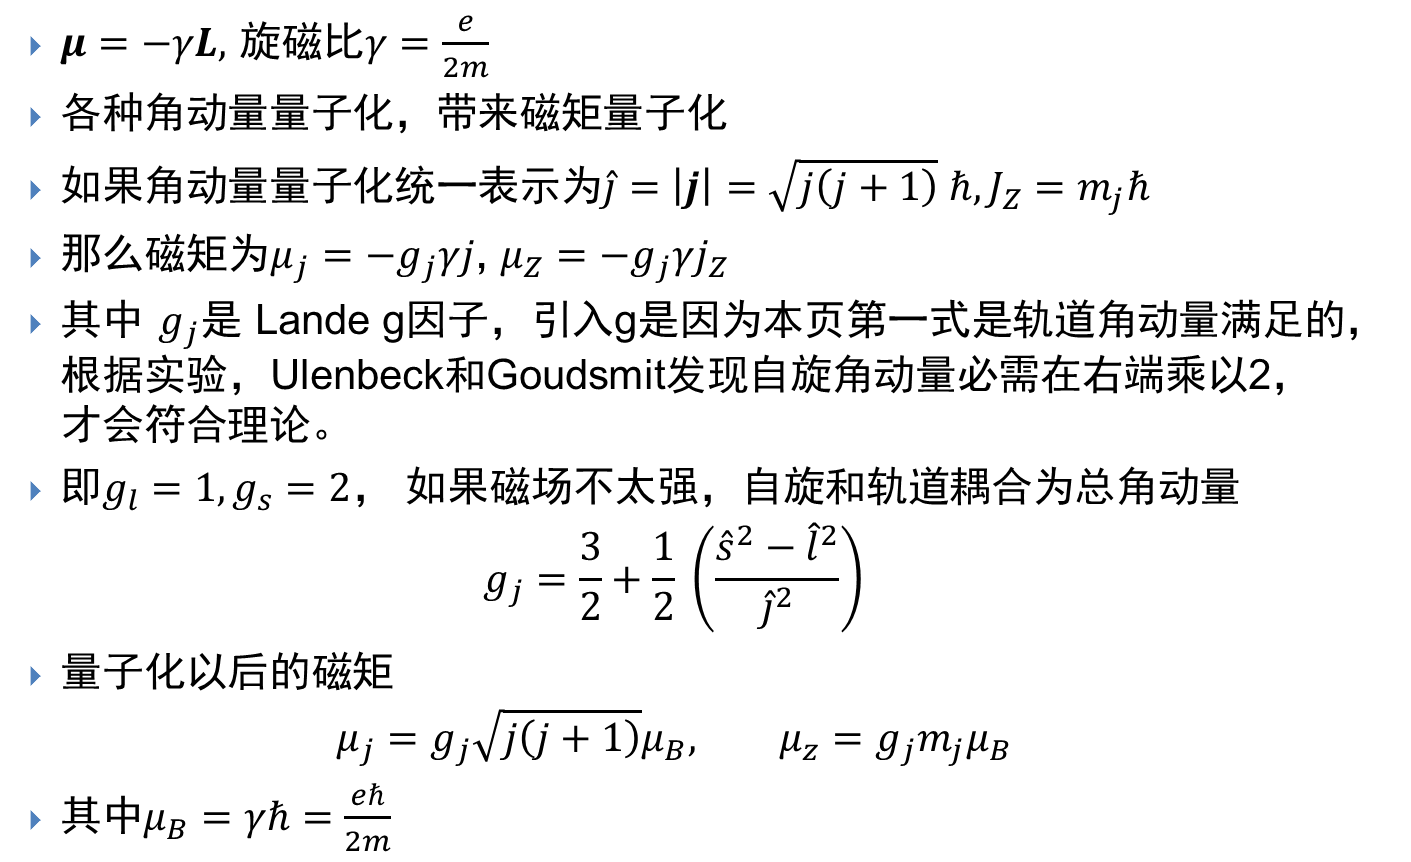 𝝁 = −γ𝑳, 旋磁比γ = e/2m
各种角动量量子化，带来磁矩量子化
如果角动量量子化统一表示为ĵ = |𝒋| = √(j(j + 1)) ℏ, J_Z = m_jℏ
那么磁矩为μ_j = −g_jγj, μ_Z = −g_jγj_Z
其中 g_j是 Lande g因子，引入g是因为本页第一式是轨道角动量满足的，
根据实验，Ulenbeck和Goudsmit发现自旋角动量必需在右端乘以2，
才会符合理论。
即g_l = 1, g_s = 2， 如果磁场不太强，自旋和轨道耦合为总角动量
g_j = 3/2 + 1/2 ((ŝ² − l̂²)/ĵ²)
量子化以后的磁矩
μ_j = g_j√(j(j + 1))μ_B, μ_z = g_jm_jμ_B
其中μ_B = γℏ = eℏ/2m